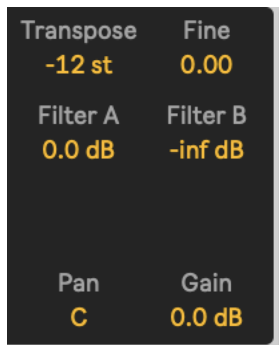 Transpose Fine
-12 st 0.00
Filter A Filter B
0.0 dB -inf dB
Pan Gain
C 0.0 dB